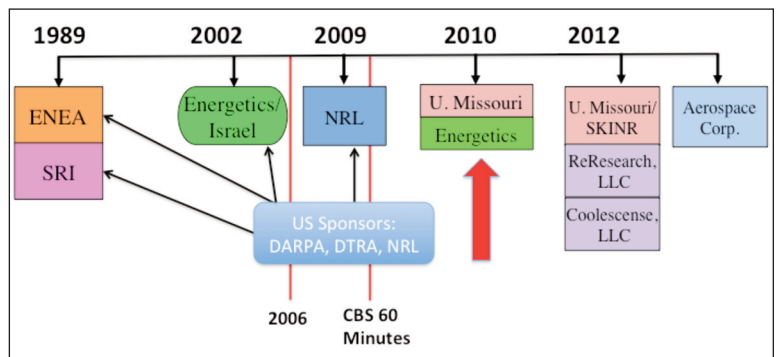 1989
2002
2009
2010
2012
ENEA
SRI
Energetics/
Israel
NRL
U. Missouri
Energetics
U. Missouri/
SKINR
ReResearch,
LLC
Coolescense,
LLC
Aerospace
Corp.
US Sponsors:
DARPA, DTRA, NRL
2006
CBS 60
Minutes